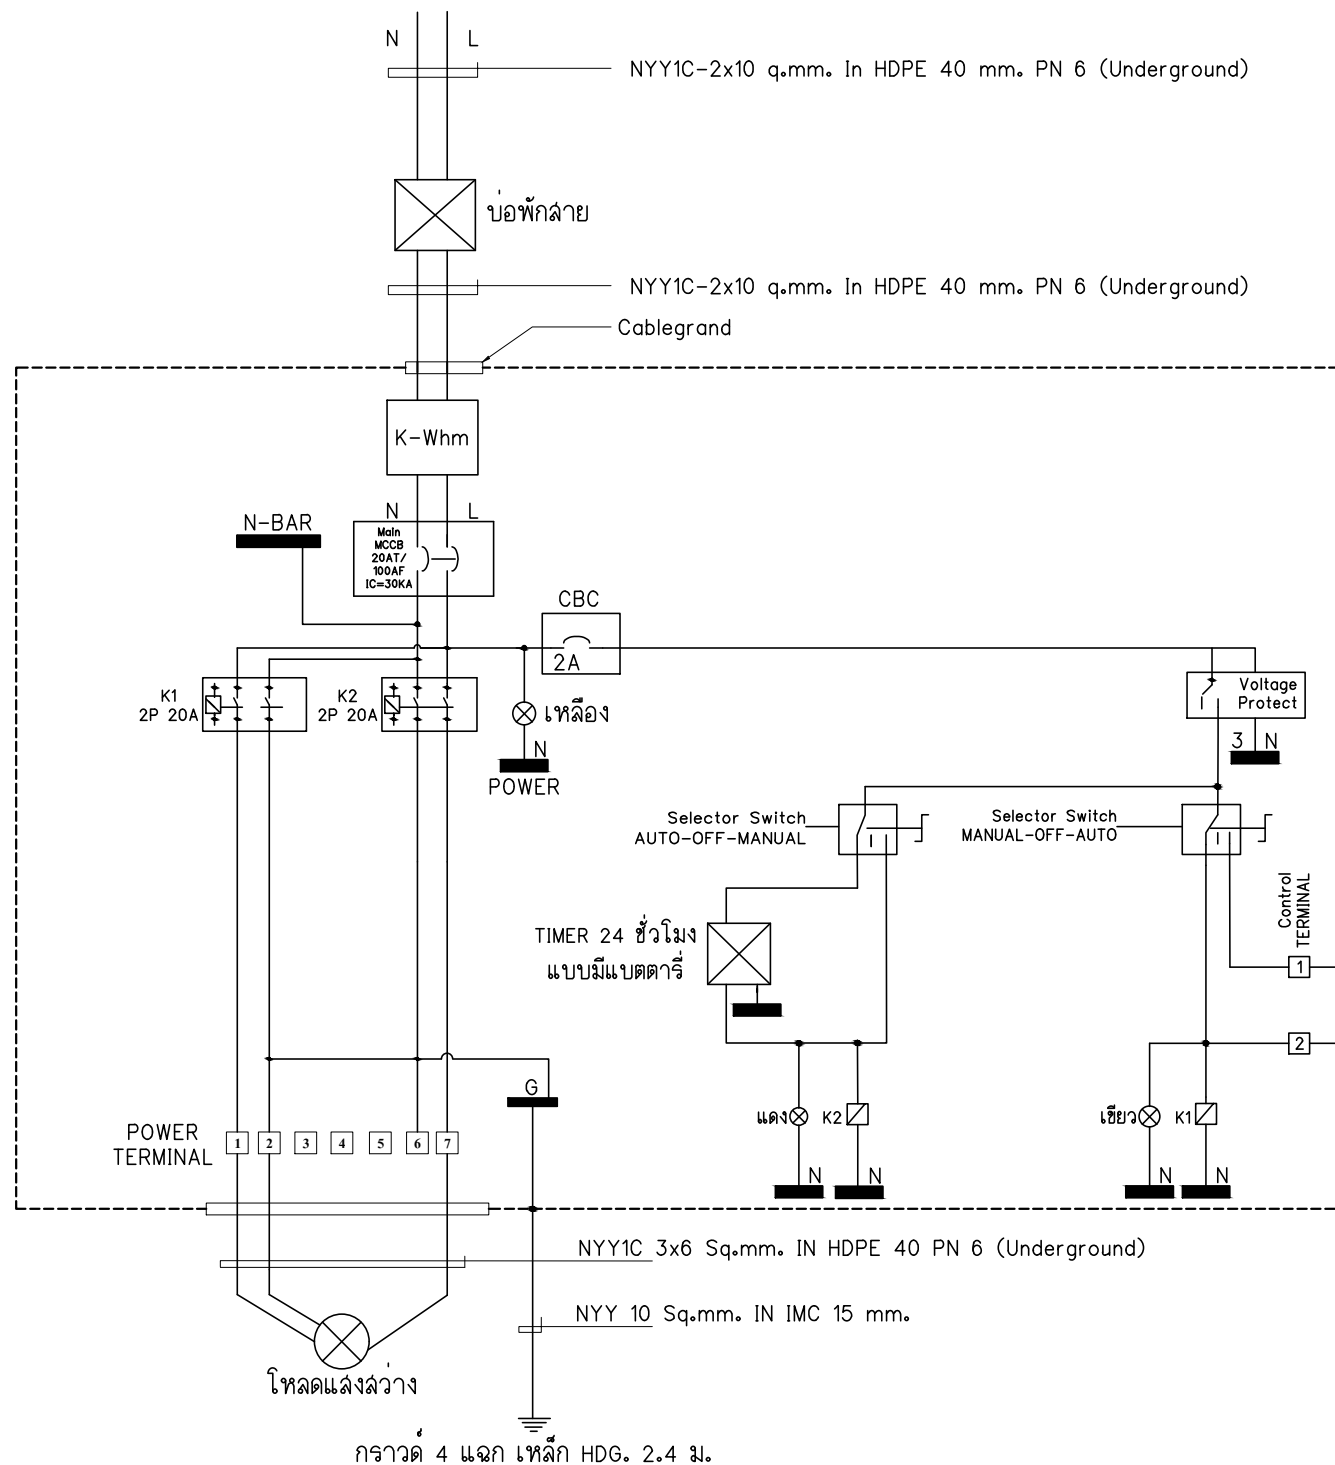 N L
NYY1C-2x10 q.mm. In HDPE 40 mm. PN 6 (Underground)
บ่อพักสาย
NYY1C-2x10 q.mm. In HDPE 40 mm. PN 6 (Underground)
Cablegrand
K-Whm
N L
N-BAR
Main
MCCB
20AT/
100AF
IC=30KA
CBC
2A
K1
2P 20A
K2
2P 20A
เหลือง
N
POWER
Voltage
Protect
3 N
Selector Switch
AUTO-OFF-MANUAL
Selector Switch
MANUAL-OFF-AUTO
Control
TERMINAL
TIMER 24 ชั่วโมง
แบบมีแบตตารี่
1
2
G
แดง
K2
เขียว
K1
POWER
TERMINAL
1 2 3 4 5 6 7
N N N N
NYY1C 3x6 Sq.mm. IN HDPE 40 PN 6 (Underground)
NYY 10 Sq.mm. IN IMC 15 mm.
โหลดแสงสว่าง
กราวด์ 4 แฉก เหล็ก HDG. 2.4 ม.